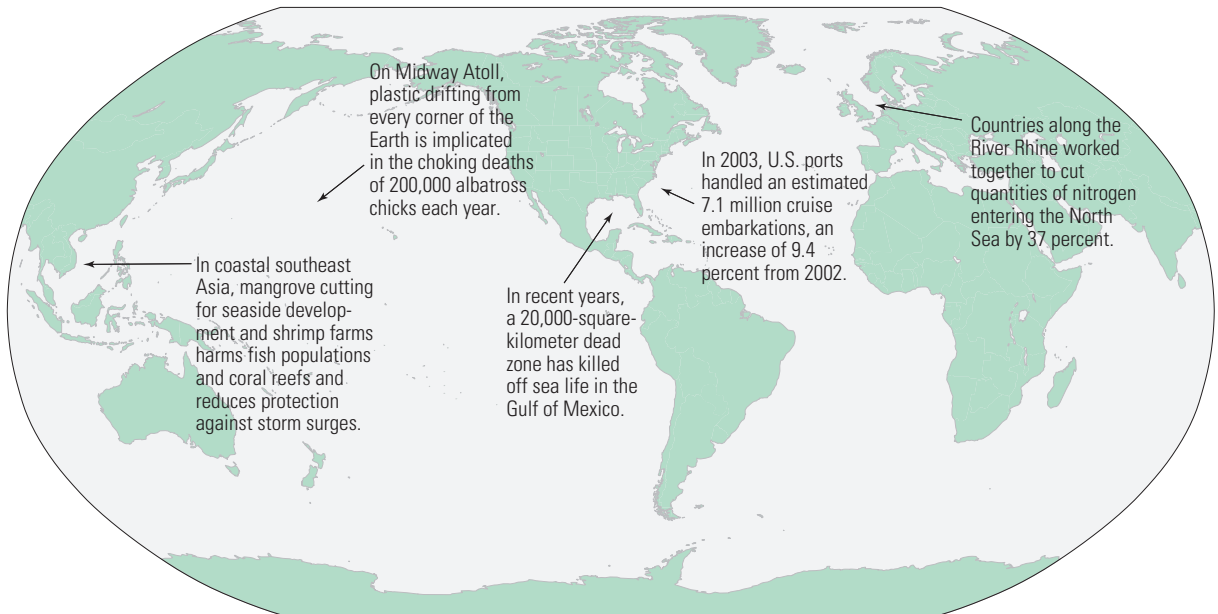 On Midway Atoll,
plastic drifting from
every corner of the
Earth is implicated
in the choking deaths
of 200,000 albatross
chicks each year.
In coastal southeast
Asia, mangrove cutting
for seaside develop-
ment and shrimp farms
harms fish populations
and coral reefs and
reduces protection
against storm surges.
In recent years,
a 20,000-square-
kilometer dead
zone has killed
off sea life in the
Gulf of Mexico.
In 2003, U.S. ports
handled an estimated
7.1 million cruise
embarkations, an
increase of 9.4
percent from 2002.
Countries along the
River Rhine worked
together to cut
quantities of nitrogen
entering the North
Sea by 37 percent.